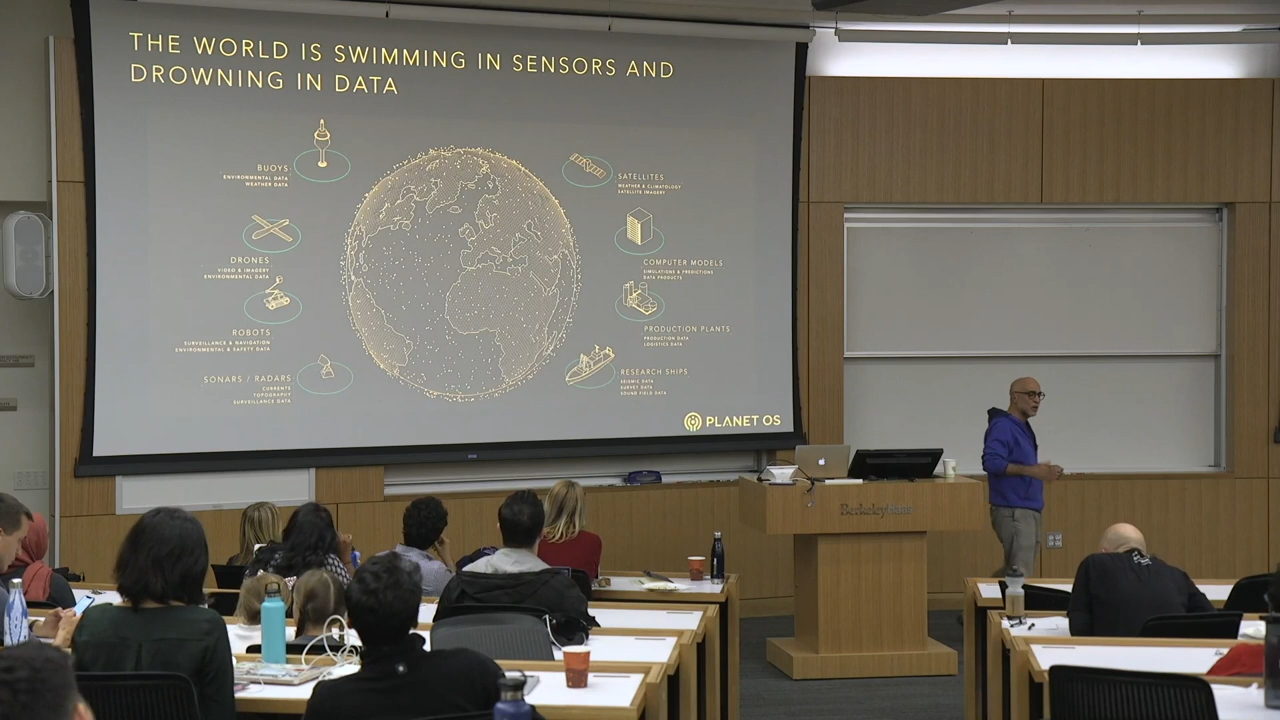 THE WORLD IS SWIMMING IN SENSORS AND
DROWNING IN DATA
BUOYS
ENVIRONMENTAL DATA
WEATHER DATA
SATELLITES
WEATHER & CLIMATOLOGY
SATELLITE IMAGERY
DRONES
VIDEO & IMAGERY
ENVIRONMENTAL DATA
COMPUTER MODELS
SIMULATIONS & PREDICTIONS
DATA PRODUCTS
ROBOTS
SURVEILLANCE & NAVIGATION
ENVIRONMENTAL & SAFETY DATA
PRODUCTION PLANTS
PRODUCTION DATA
LOGISTICS DATA
SONARS / RADARS
CURRENTS
TOPOGRAPHY
SURVEILLANCE DATA
RESEARCH SHIPS
SEISMIC DATA
SURVEY DATA
SOUND FIELD DATA
PLANET OS
BerkeleyHaas